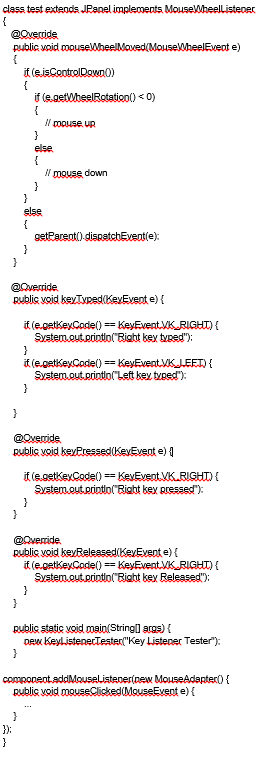 class test extends JPanel implements MouseWheelListener
{
@Override
public void mouseWheelMoved(MouseWheelEvent e)
{
if (e.isControlDown())
{
if (e.getWheelRotation() < 0)
{
// mouse up
}
else
{
// mouse down
}
}
else
{
getParent().dispatchEvent(e);
}
}
@Override
public void keyTyped(KeyEvent e) {
if (e.getKeyCode() == KeyEvent.VK_RIGHT) {
System.out.println("Right key typed");
}
if (e.getKeyCode() == KeyEvent.VK_LEFT) {
System.out.println("Left key typed");
}
}
@Override
public void keyPressed(KeyEvent e) {
if (e.getKeyCode() == KeyEvent.VK_RIGHT) {
System.out.println("Right key pressed");
}
}
@Override
public void keyReleased(KeyEvent e) {
if (e.getKeyCode() == KeyEvent.VK_RIGHT) {
System.out.println("Right key Released");
}
}
public static void main(String[] args) {
new KeyListenerTester("Key Listener Tester");
}
component.addMouseListener(new MouseAdapter() {
public void mouseClicked(MouseEvent e) {
...
}
});
}